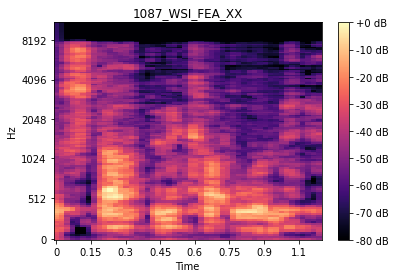 1087_WSI_FEA_XX
+0 dB
8192
-10 dB
4096
-20 dB
-30 dB
2048
Hz
-40 dB
1024
-50 dB
512
-60 dB
-70 dB
0
-80 dB
0 0.15 0.3 0.45 0.6 0.75 0.9 1.1
Time